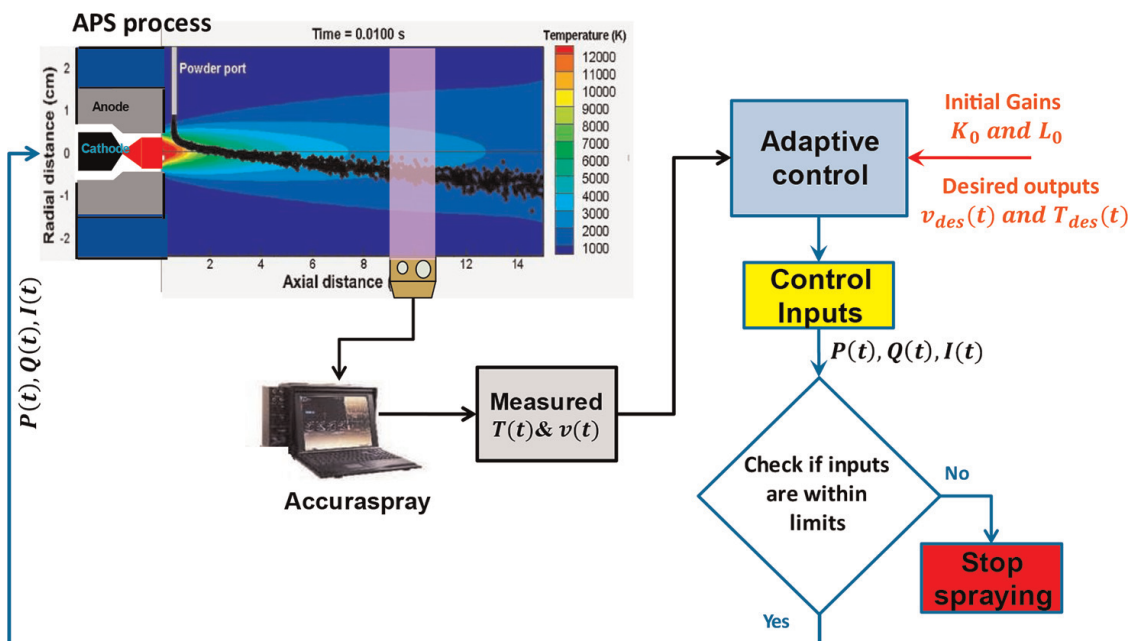 APS process
Time = 0.0100 s
Temperature (K)
Radial distance (cm)
2
1
0
-1
-2
Powder port
Anode
Cathode
12000
11000
10000
9000
8000
7000
6000
5000
4000
3000
2000
1000
2
4
6
8
10
12
14
Axial distance (
P(t), Q(t), I(t)
Accuraspray
Measured
T(t)& v(t)
Adaptive
control
Initial Gains
K₀ and L₀
Desired outputs
v_des(t) and T_des(t)
Control
Inputs
P(t), Q(t), I(t)
Check if inputs
are within
limits
No
Stop
spraying
Yes